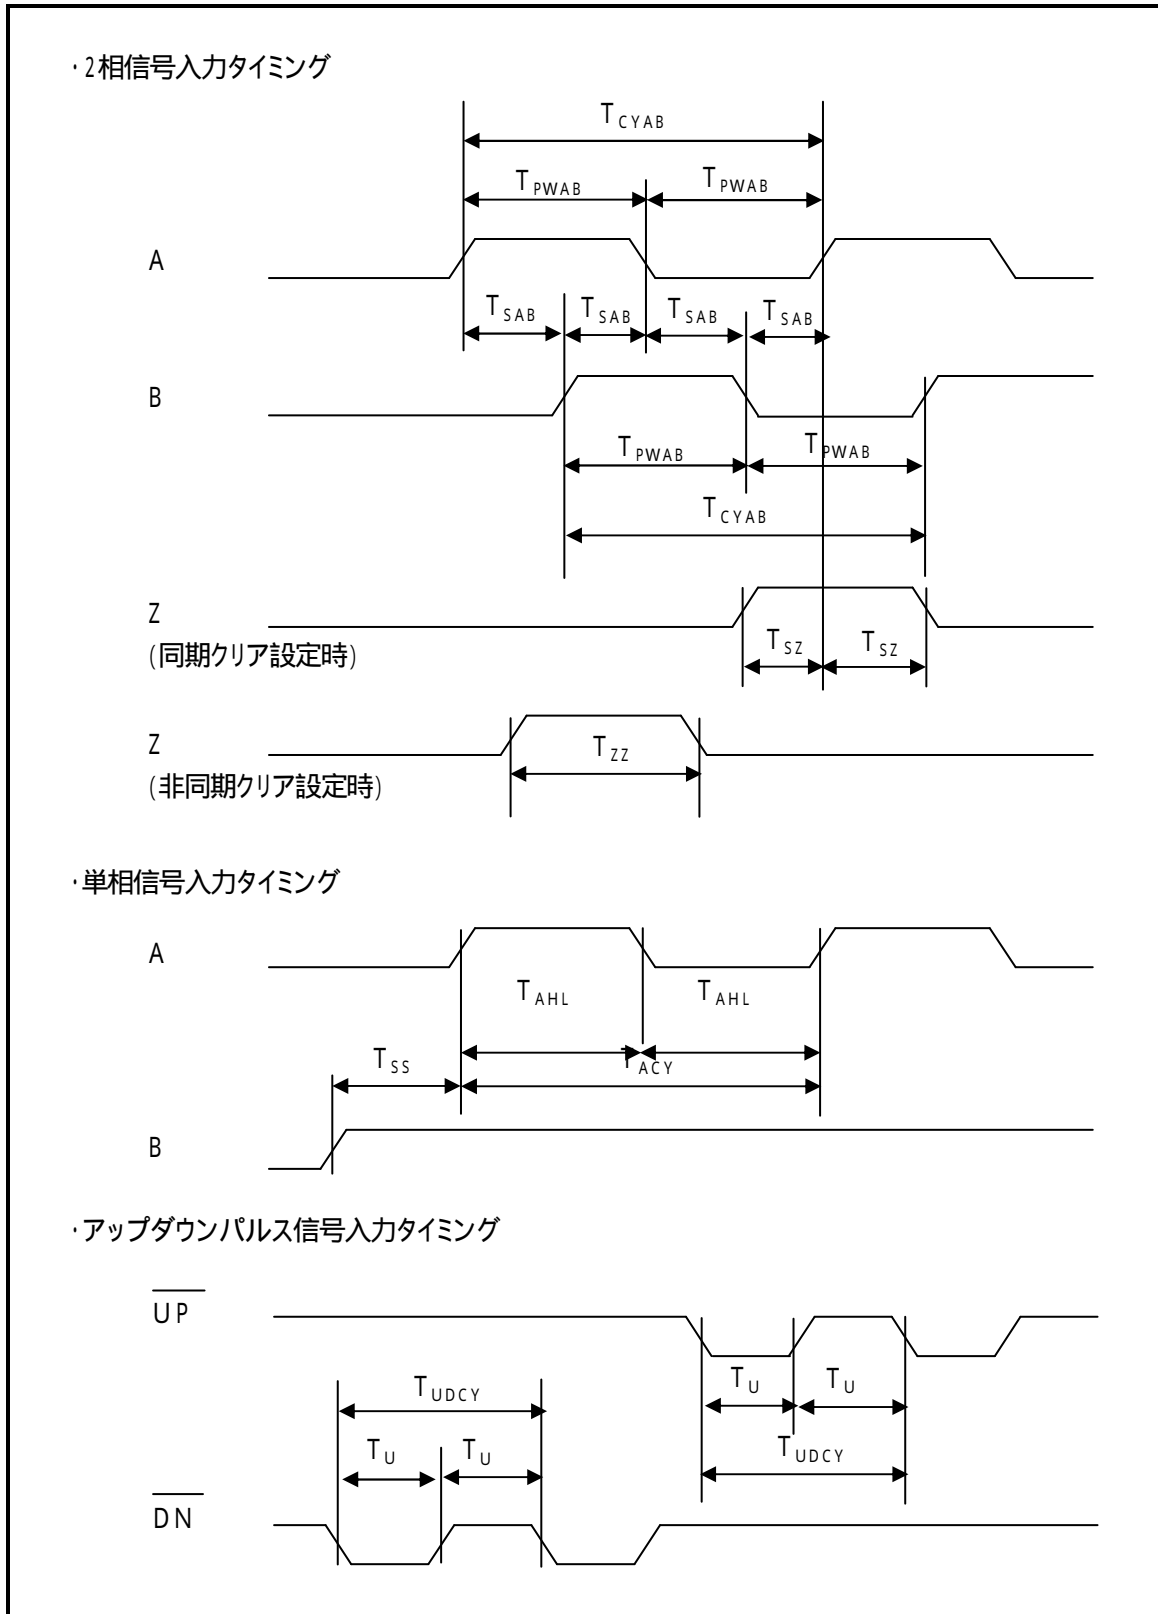 ・2相信号入力タイミング
TCYAB
TPWAB TPWAB
A
TSAB TSAB TSAB TSAB
B
TPWAB TPWAB
TCYAB
Z
(同期クリア設定時)
TSZ TSZ
Z
(非同期クリア設定時)
TZZ
・単相信号入力タイミング
A
TAHL TAHL
TSS TACY
B
・アップダウンパルス信号入力タイミング
UP
TU TU
TUDCY
TUDCY
TU TU
DN